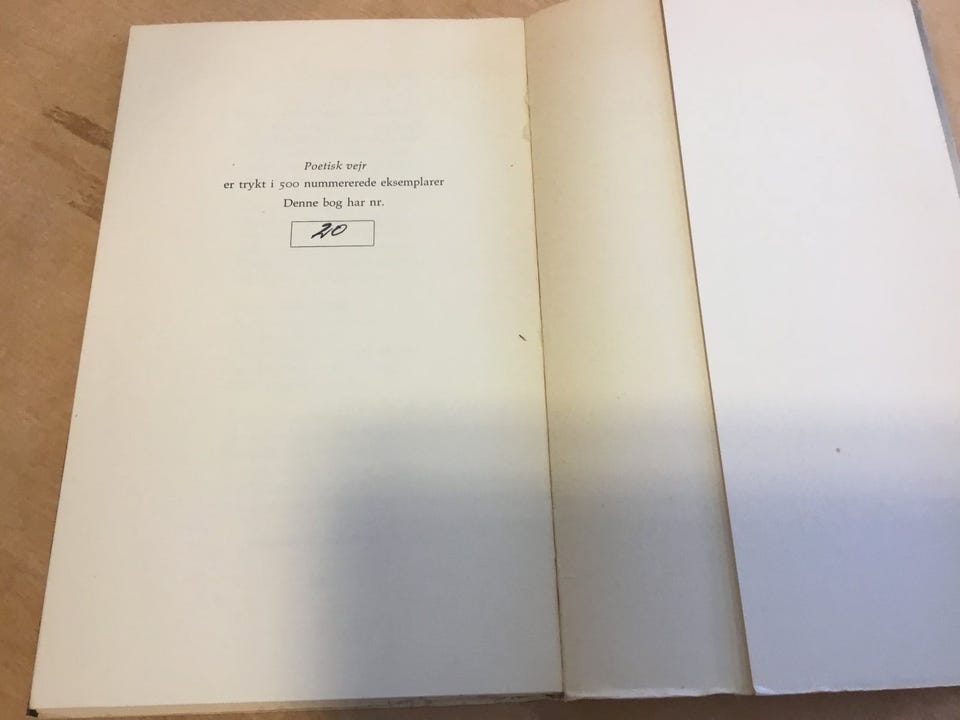 Poetisk vejr
er trykt i 500 nummererede eksemplarer
Denne bog har nr.
20